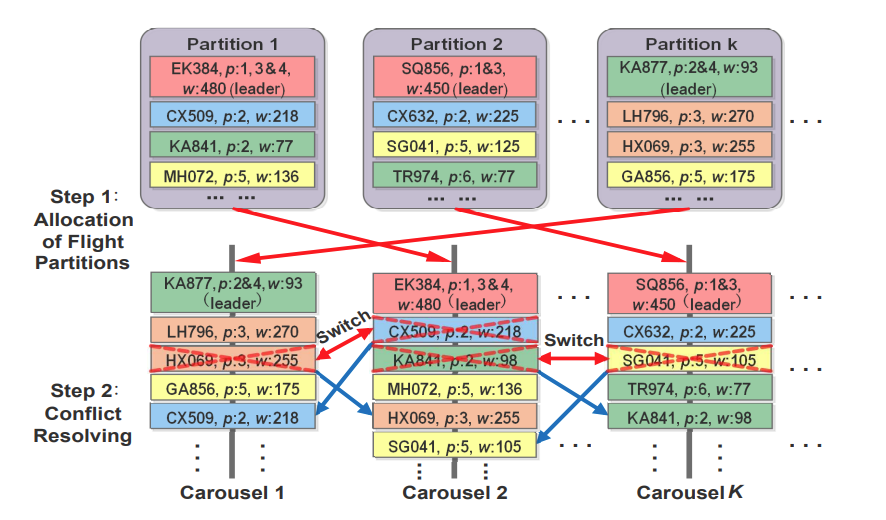 Partition 1
EK384, p:1, 3 & 4,
w:480 (leader)
CX509, p:2, w:218
KA841, p:2, w:77
MH072, p:5, w:136
... ...
Partition 2
SQ856, p:1&3,
w:450 (leader)
CX632, p:2, w:225
SG041, p:5, w:125
TR974, p:6, w:77
... ...
. . .
Partition k
KA877, p:2&4, w:93
(leader)
LH796, p:3, w:270
HX069, p:3, w:255
GA856, p:5, w:175
... ...
. . .
Step 1:
Allocation
of Flight
Partitions
Step 2:
Conflict
Resolving
KA877, p:2&4, w:93
(leader)
LH796, p:3, w:270
HX069, p:3, w:255
GA856, p:5, w:175
CX509, p:2, w:218
Carousel 1
Switch
EK384, p:1, 3 & 4,
w:480 (leader)
CX509, p:2, w:218
KA841, p:2, w:98
MH072, p:5, w:136
HX069, p:3, w:255
SG041, p:5, w:105
Carousel 2
Switch
. . .
. . .
SQ856, p:1&3,
w:450 (leader)
CX632, p:2, w:225
SG041, p:5, w:105
TR974, p:6, w:77
KA841, p:2, w:98
Carousel K
. . .
. . .
. . .